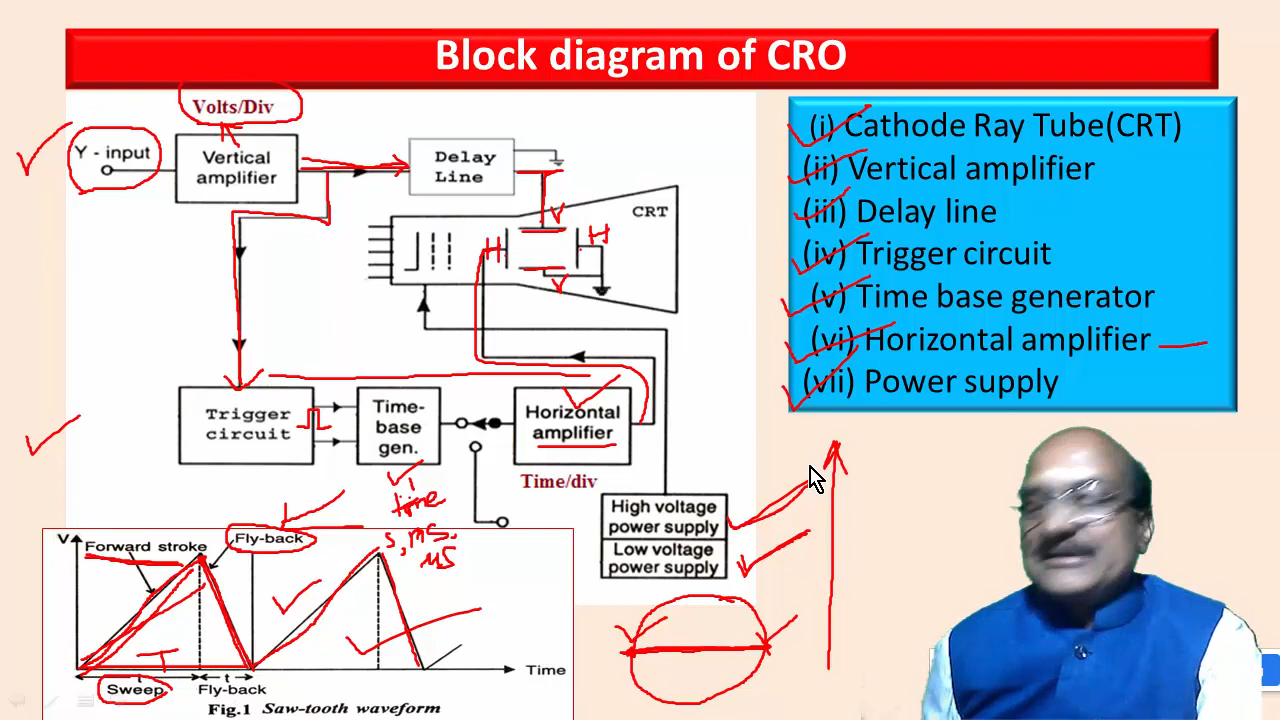 Block diagram of CRO
Volts/Div
Y - input
Vertical
amplifier
Delay
Line
V
CRT
H
H
V
Trigger
circuit
Time-
base
gen.
Horizontal
amplifier
Time/div
time
s, ms.
µs
High voltage
power supply
Low voltage
power supply
V
Forward stroke
Fly-back
T
t
t
Time
Sweep
Fly-back
Fig.1 Saw-tooth waveform
(i) Cathode Ray Tube(CRT)
(ii) Vertical amplifier
(iii) Delay line
(iv) Trigger circuit
(v) Time base generator
(vi) Horizontal amplifier
(vii) Power supply